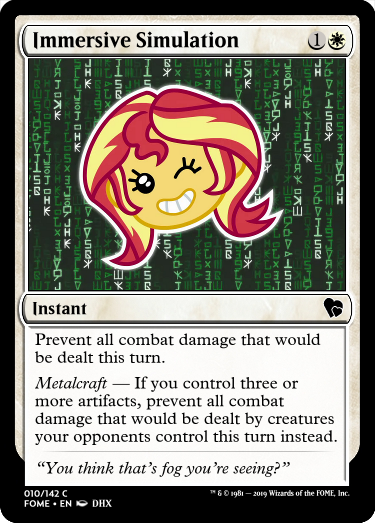 Immersive Simulation 1
Instant
Prevent all combat damage that would
be dealt this turn.
Metalcraft — If you control three or
more artifacts, prevent all combat
damage that would be dealt by creatures
your opponents control this turn instead.
“You think that’s fog you’re seeing?”
010/142 C
FOME • EN DHX
™ & © 1981 — 2019 Wizards of the FOME, Inc.